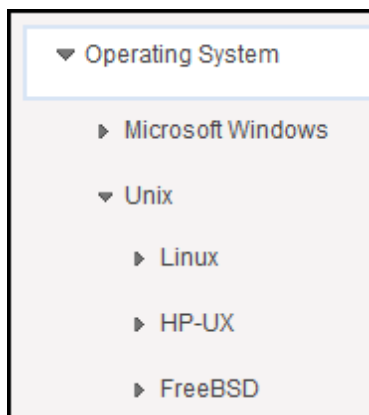 Operating System
Microsoft Windows
Unix
Linux
HP-UX
FreeBSD